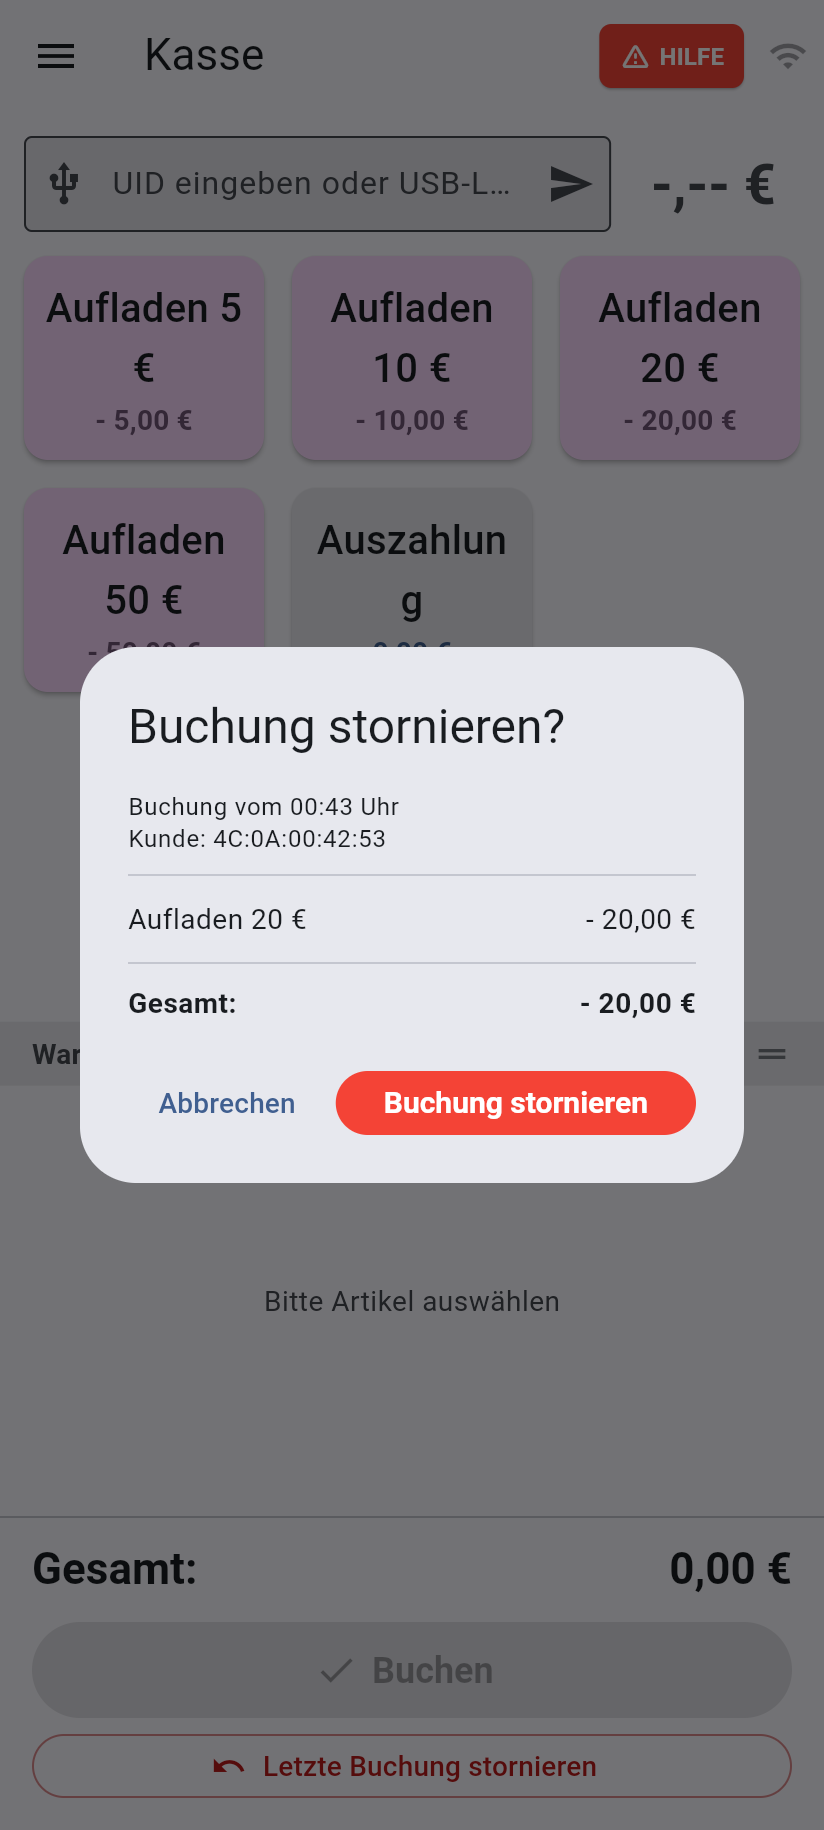 Kasse
HILFE
UID eingeben oder USB-L...
-,-- €
Aufladen 5
€
- 5,00 €
Aufladen
10 €
- 10,00 €
Aufladen
20 €
- 20,00 €
Aufladen
50 €
Auszahlun
g
Buchung stornieren?
Buchung vom 00:43 Uhr
Kunde: 4C:0A:00:42:53
Aufladen 20 € - 20,00 €
Gesamt: - 20,00 €
Abbrechen Buchung stornieren
War
Bitte Artikel auswählen
Gesamt: 0,00 €
Buchen
Letzte Buchung stornieren